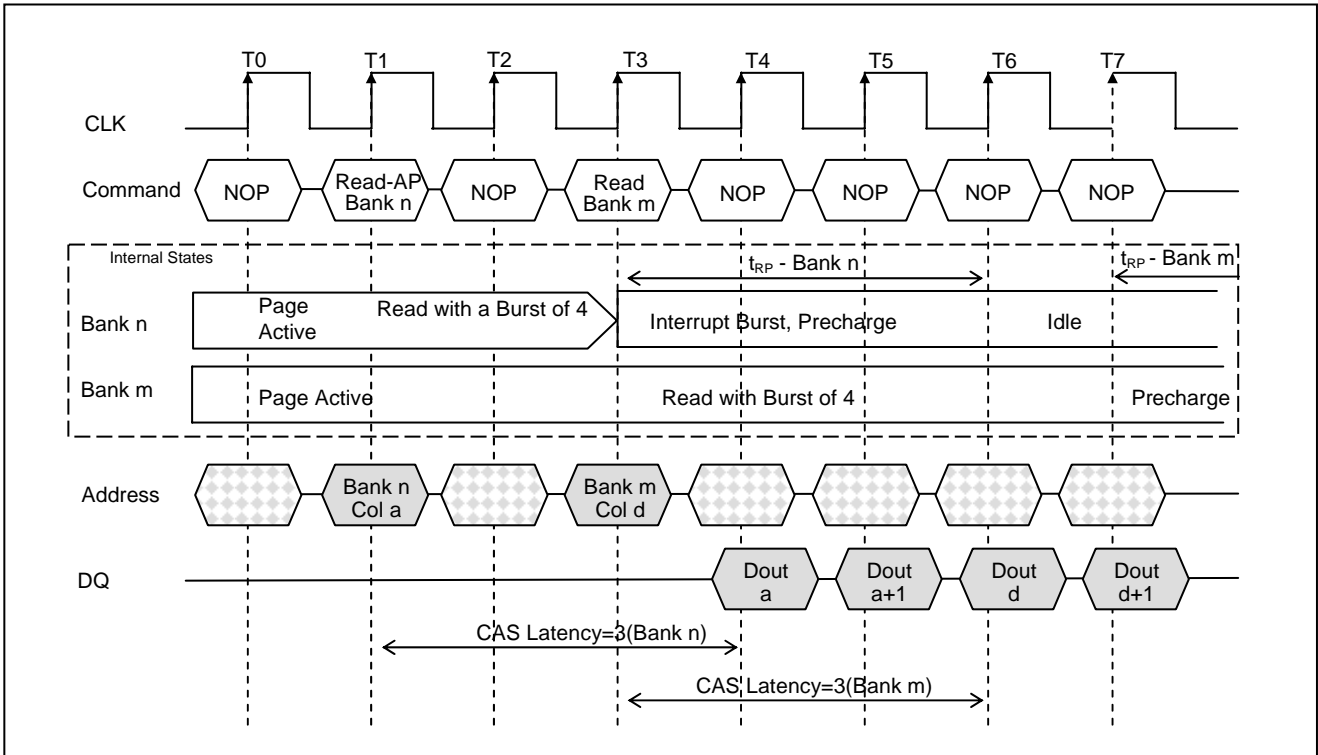 T0 T1 T2 T3 T4 T5 T6 T7
CLK
Command NOP Read-AP Bank n NOP Read Bank m NOP NOP NOP NOP
Internal States
tRP - Bank n tRP - Bank m
Bank n Page Active Read with a Burst of 4 Interrupt Burst, Precharge Idle
Bank m Page Active Read with Burst of 4 Precharge
Address Bank n Col a Bank m Col d
DQ Dout a Dout a+1 Dout d Dout d+1
CAS Latency=3(Bank n)
CAS Latency=3(Bank m)